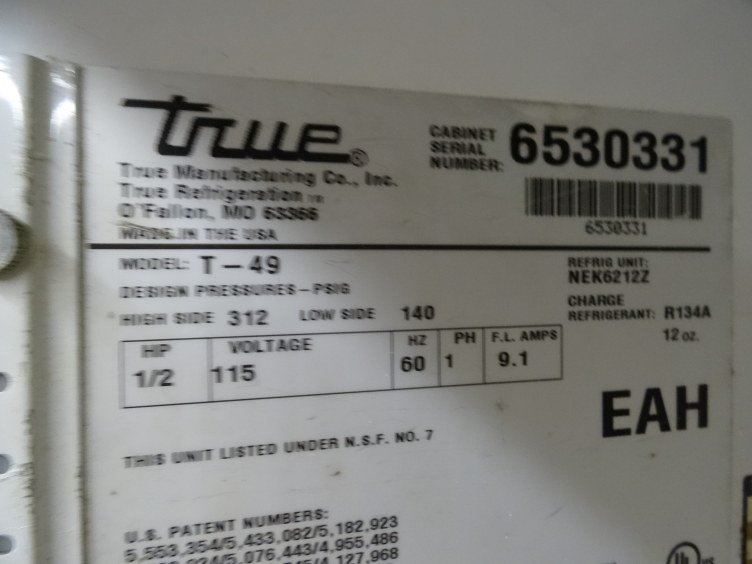 true®
True Manufacturing Co., Inc.
True Refrigeration TM
O'Fallon, MO 63366
MADE IN THE USA
CABINET
SERIAL
NUMBER: 6530331
6530331
MODEL: T-49
DESIGN PRESSURES-PSIG
HIGH SIDE 312 LOW SIDE 140
REFRIG UNIT:
NEK6212Z
CHARGE
REFRIGERANT: R134A
12 oz.
HP VOLTAGE HZ PH F.L. AMPS
1/2 115 60 1 9.1
EAH
THIS UNIT LISTED UNDER N.S.F. NO. 7
U.S. PATENT NUMBERS:
5,553,354/5,433,082/5,182,923
5,076,443/4,955,486
4,127,968
UL